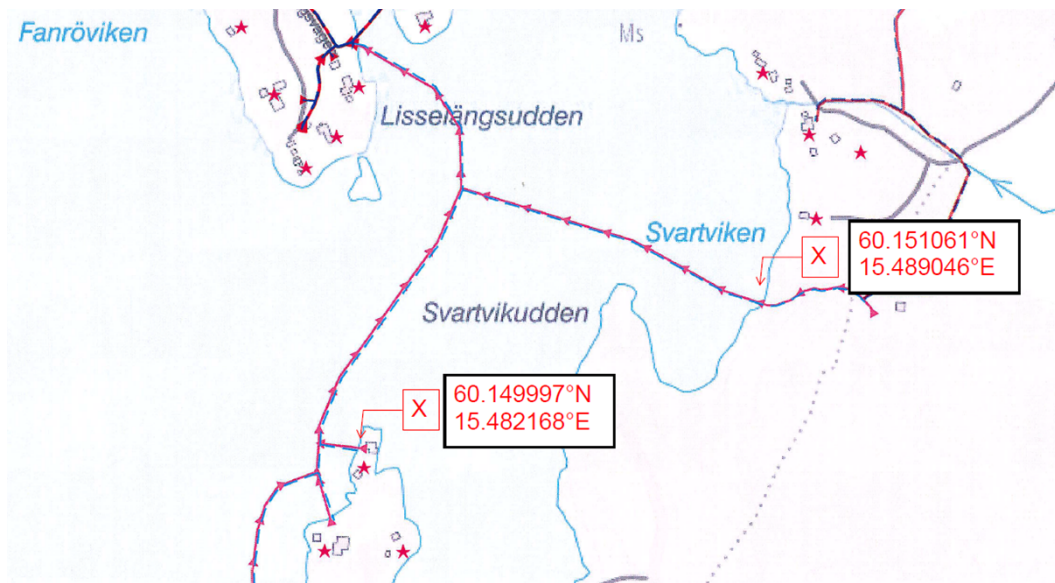 Fanröviken
Ms
Lisselängsudden
Svartviken
X
60.151061°N
15.489046°E
Svartvikudden
X
60.149997°N
15.482168°E